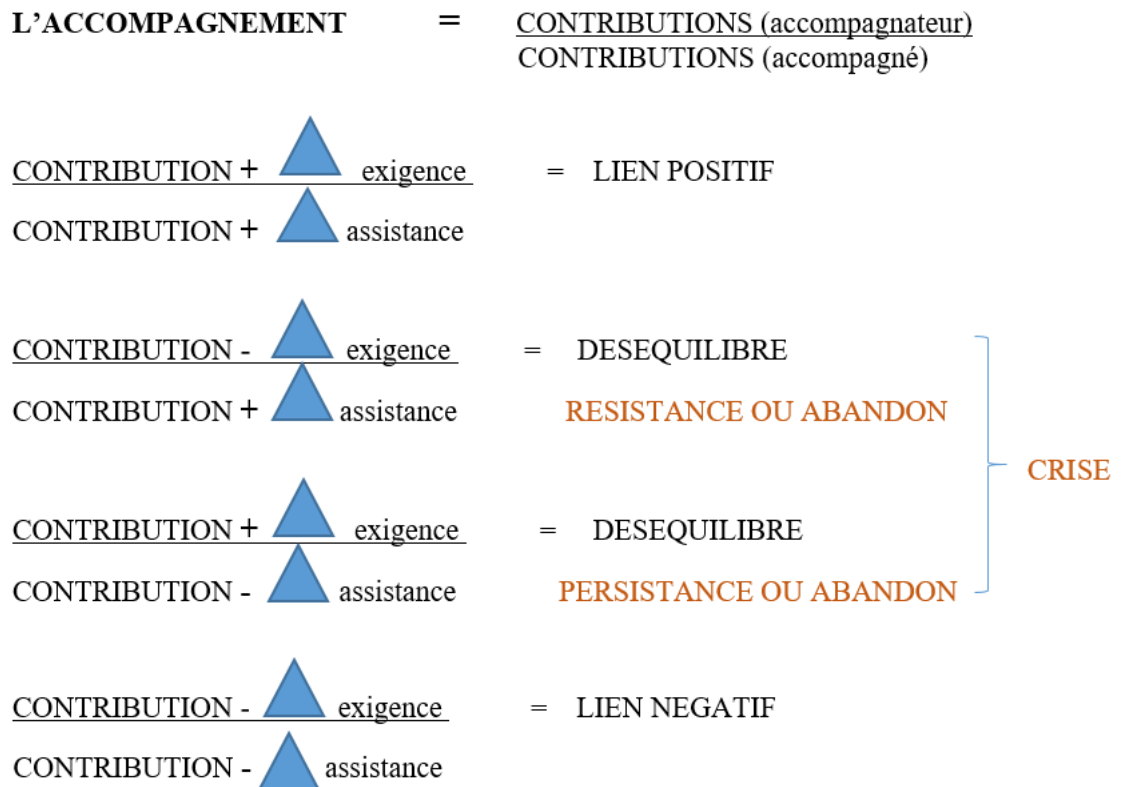 L'ACCOMPAGNEMENT = CONTRIBUTIONS (accompagnateur)
CONTRIBUTIONS (accompagné)
CONTRIBUTION + exigence = LIEN POSITIF
CONTRIBUTION + assistance
CONTRIBUTION - exigence = DESEQUILIBRE
CONTRIBUTION + assistance RESISTANCE OU ABANDON
CRISE
CONTRIBUTION + exigence = DESEQUILIBRE
CONTRIBUTION - assistance PERSISTANCE OU ABANDON
CONTRIBUTION - exigence = LIEN NEGATIF
CONTRIBUTION - assistance